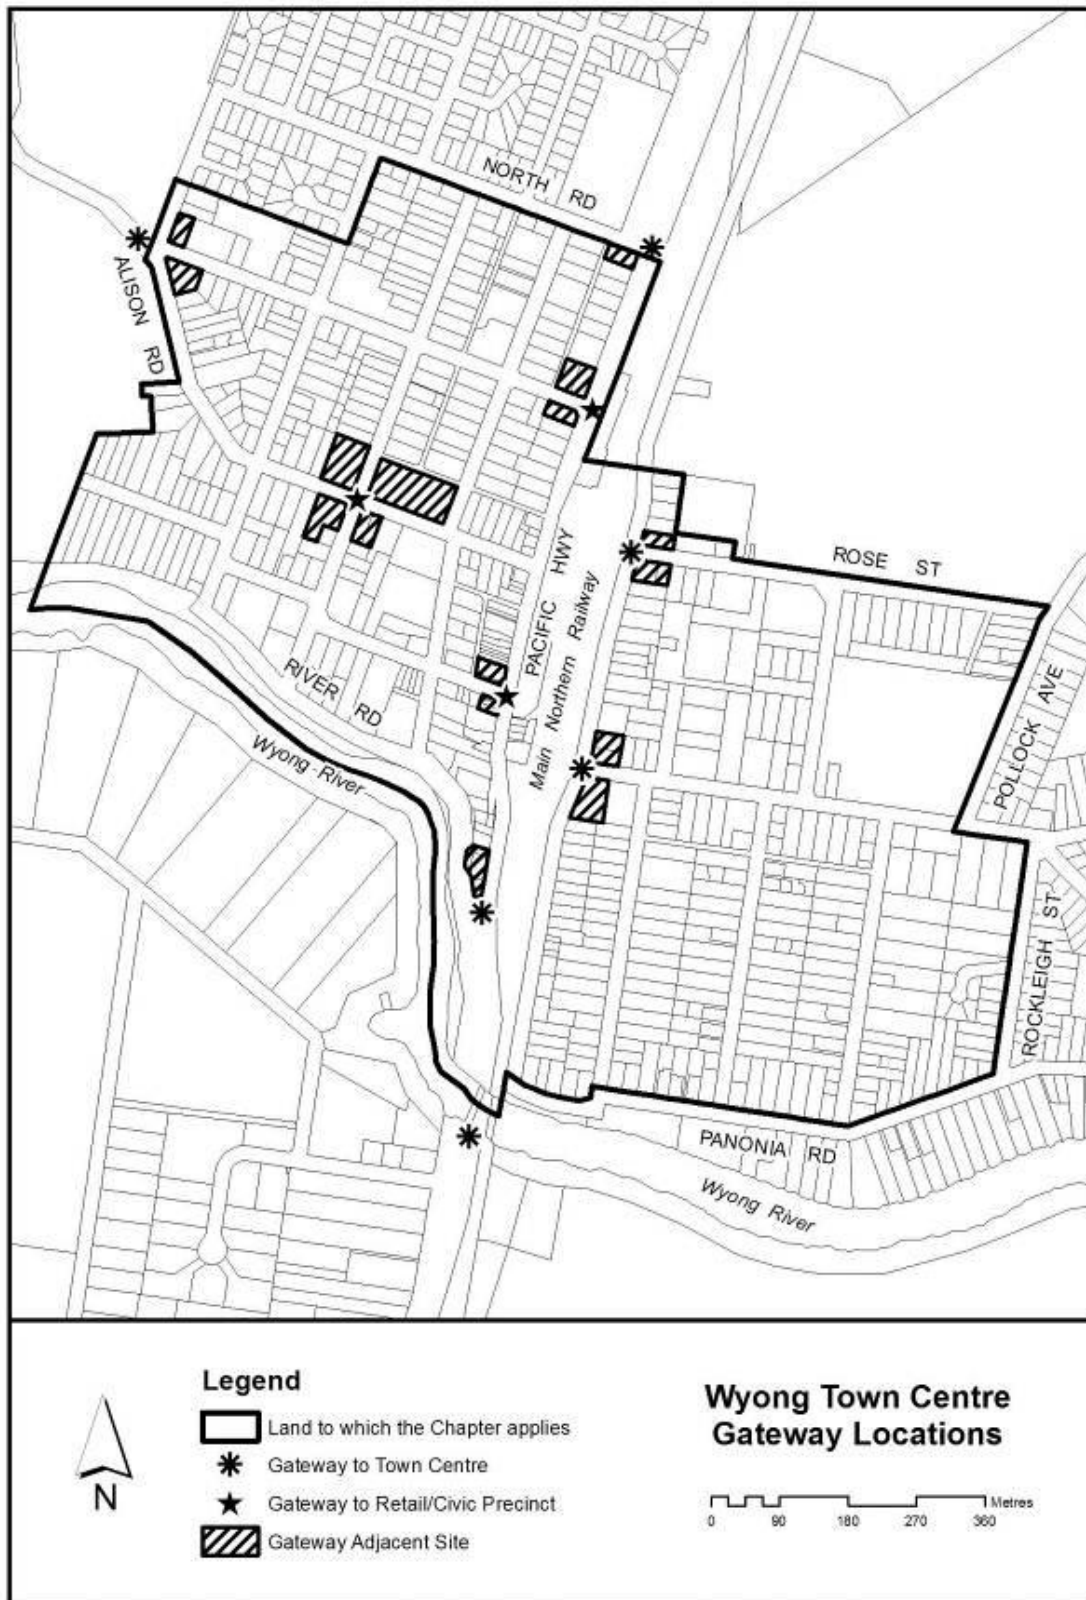 NORTH RD
ALISON RD
PACIFIC HWY
ROSE ST
Main Northern Railway
RIVER RD
POLLOCK AVE
Wyong River
ROCKLEIGH ST
PANONIA RD
Wyong River
Legend
Land to which the Chapter applies
Gateway to Town Centre
Gateway to Retail/Civic Precinct
Gateway Adjacent Site
N
Wyong Town Centre
Gateway Locations
Metres
0 90 180 270 360